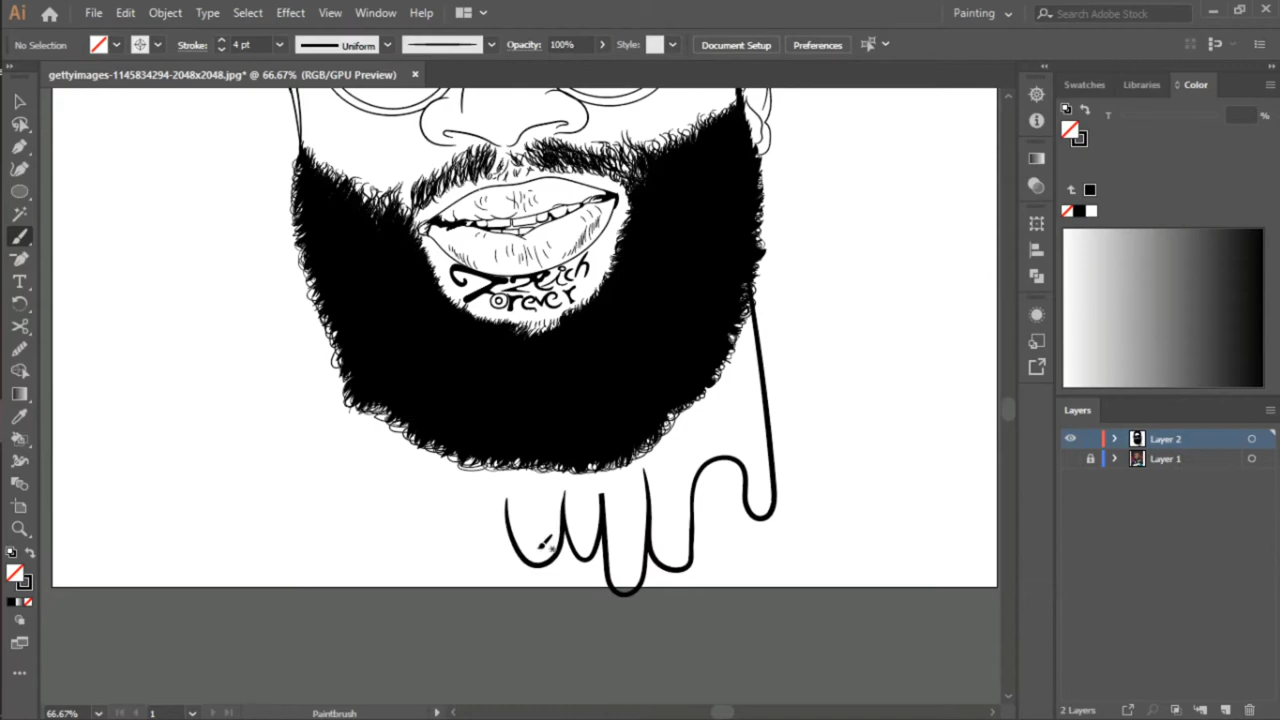 Ai File Edit Object Type Select Effect View Window Help Painting Search Adobe Stock
No Selection Stroke: 4 pt Uniform Opacity: 100% Style: Document Setup Preferences
gettyimages-1145834294-2048x2048.jpg* @ 66.67% (RGB/GPU Preview) ×
Swatches Libraries Color
T %
Forever
Layers
Layer 2
Layer 1
66.67% 1 Paintbrush 2 Layers